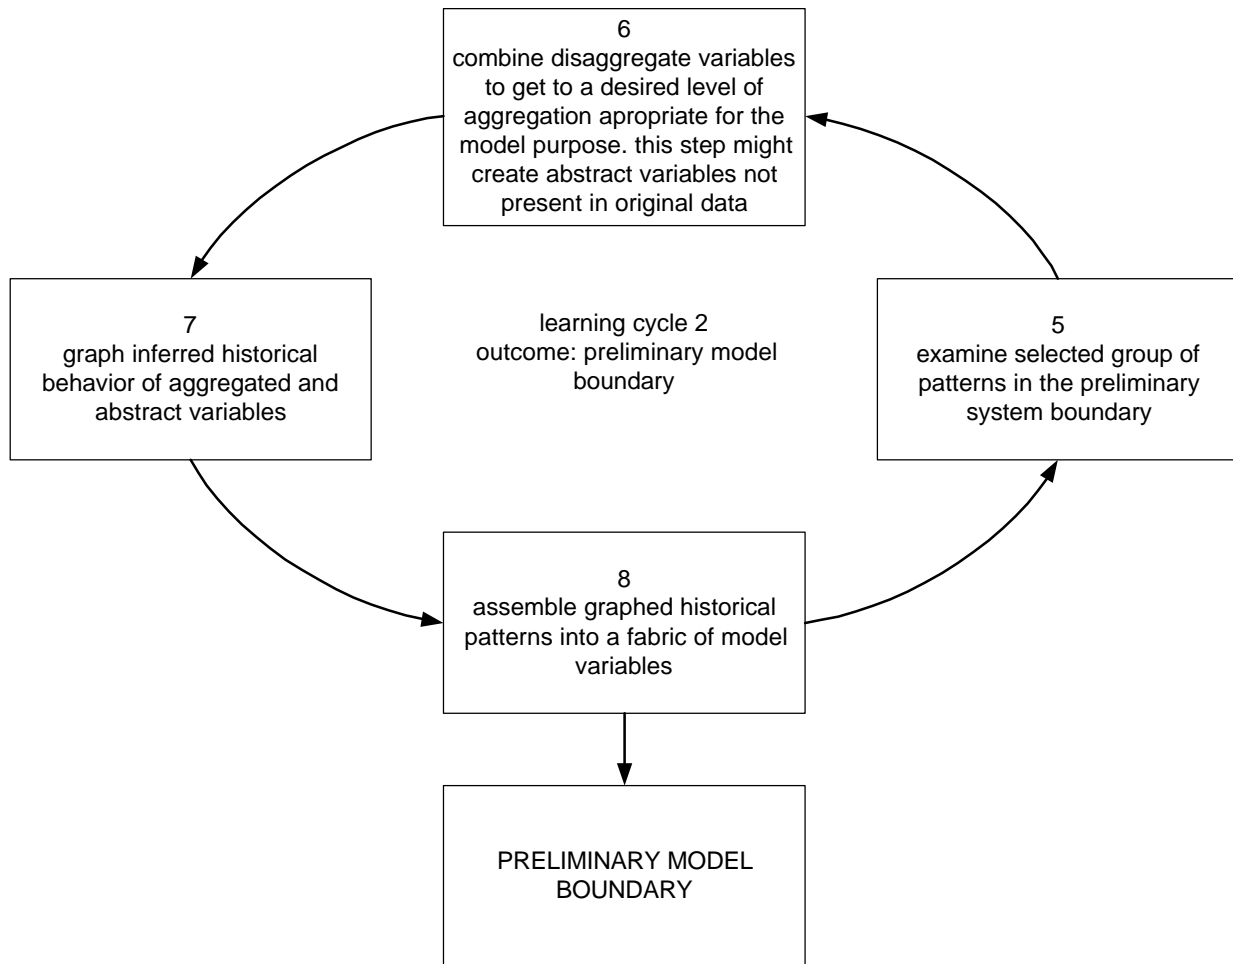 6
combine disaggregate variables
to get to a desired level of
aggregation apropriate for the
model purpose. this step might
create abstract variables not
present in original data
7
graph inferred historical
behavior of aggregated and
abstract variables
learning cycle 2
outcome: preliminary model
boundary
5
examine selected group of
patterns in the preliminary
system boundary
8
assemble graphed historical
patterns into a fabric of model
variables
PRELIMINARY MODEL
BOUNDARY